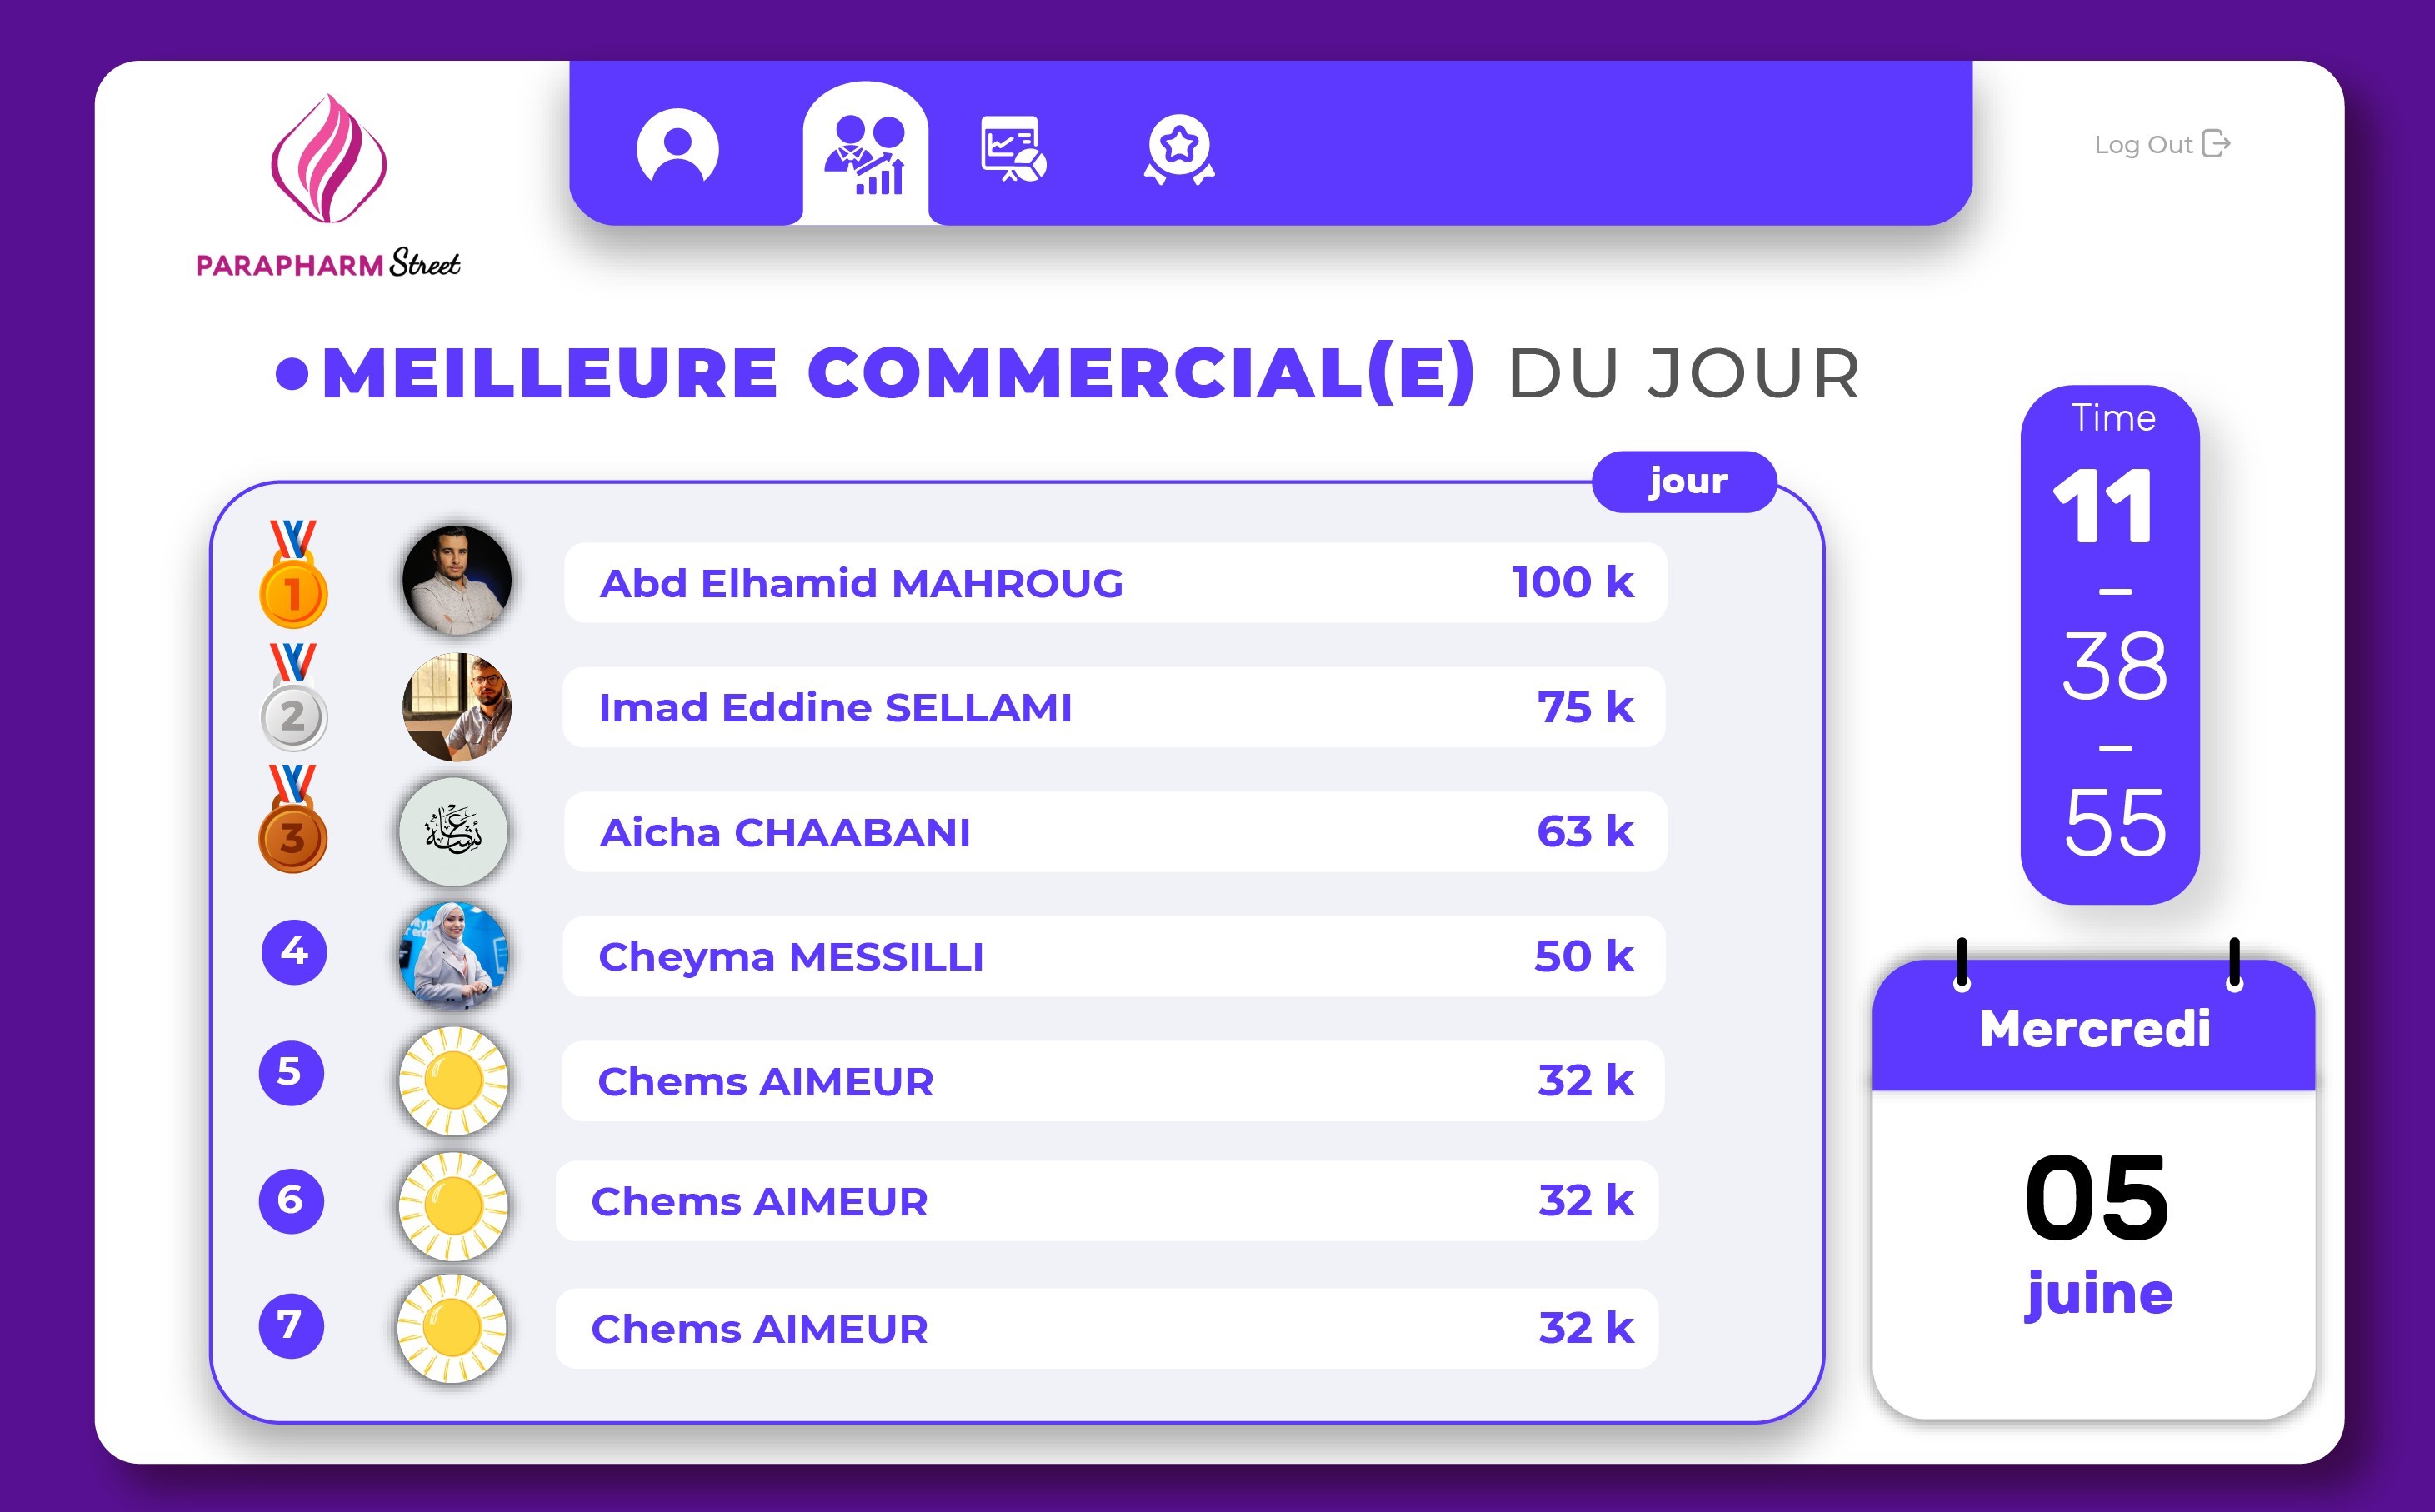 PARAPHARM Street
Log Out
•MEILLEURE COMMERCIAL(E) DU JOUR
jour
1
Abd Elhamid MAHROUG 100 k
2
Imad Eddine SELLAMI 75 k
3
عائشة
Aicha CHAABANI 63 k
4
Cheyma MESSILLI 50 k
5
Chems AIMEUR 32 k
6
Chems AIMEUR 32 k
7
Chems AIMEUR 32 k
Time
11
–
38
–
55
Mercredi
05
juine